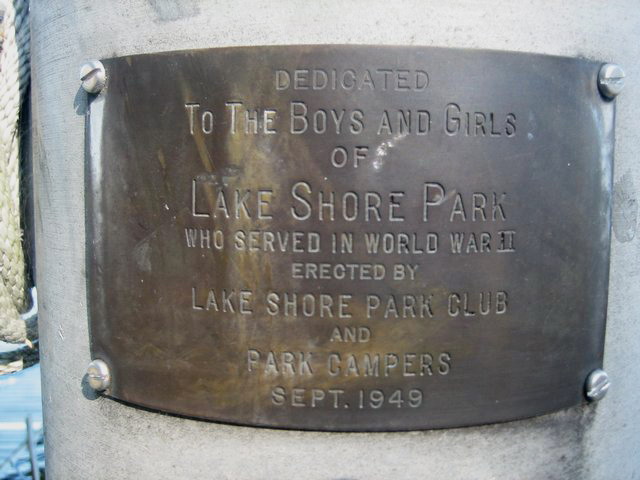 DEDICATED
TO THE BOYS AND GIRLS
OF
LAKE SHORE PARK
WHO SERVED IN WORLD WAR II
ERECTED BY
LAKE SHORE PARK CLUB
AND
PARK CAMPERS
SEPT. 1949